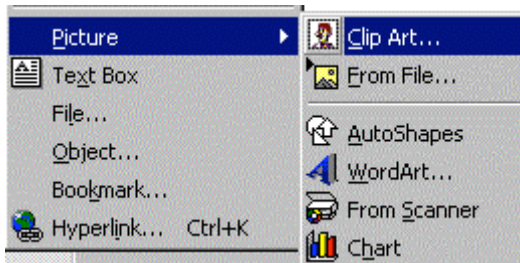 Picture
Text Box
File...
Object...
Bookmark...
Hyperlink... Ctrl+K
Clip Art...
From File...
AutoShapes
WordArt...
From Scanner
Chart